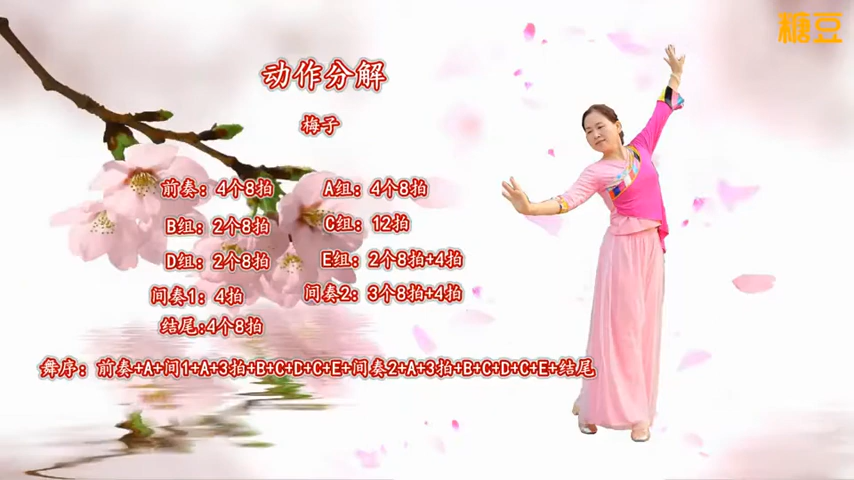 糖豆
动作分解
梅子
前奏：4个8拍 A组：4个8拍
B组：2个8拍 C组：12拍
D组：2个8拍 E组：2个8拍+4拍
间奏1：4拍 间奏2：3个8拍+4拍
结尾:4个8拍
舞序：前奏+A+间1+A+3拍+B+C+D+C+E+间奏2+A+3拍+B+C+D+C+E+结尾